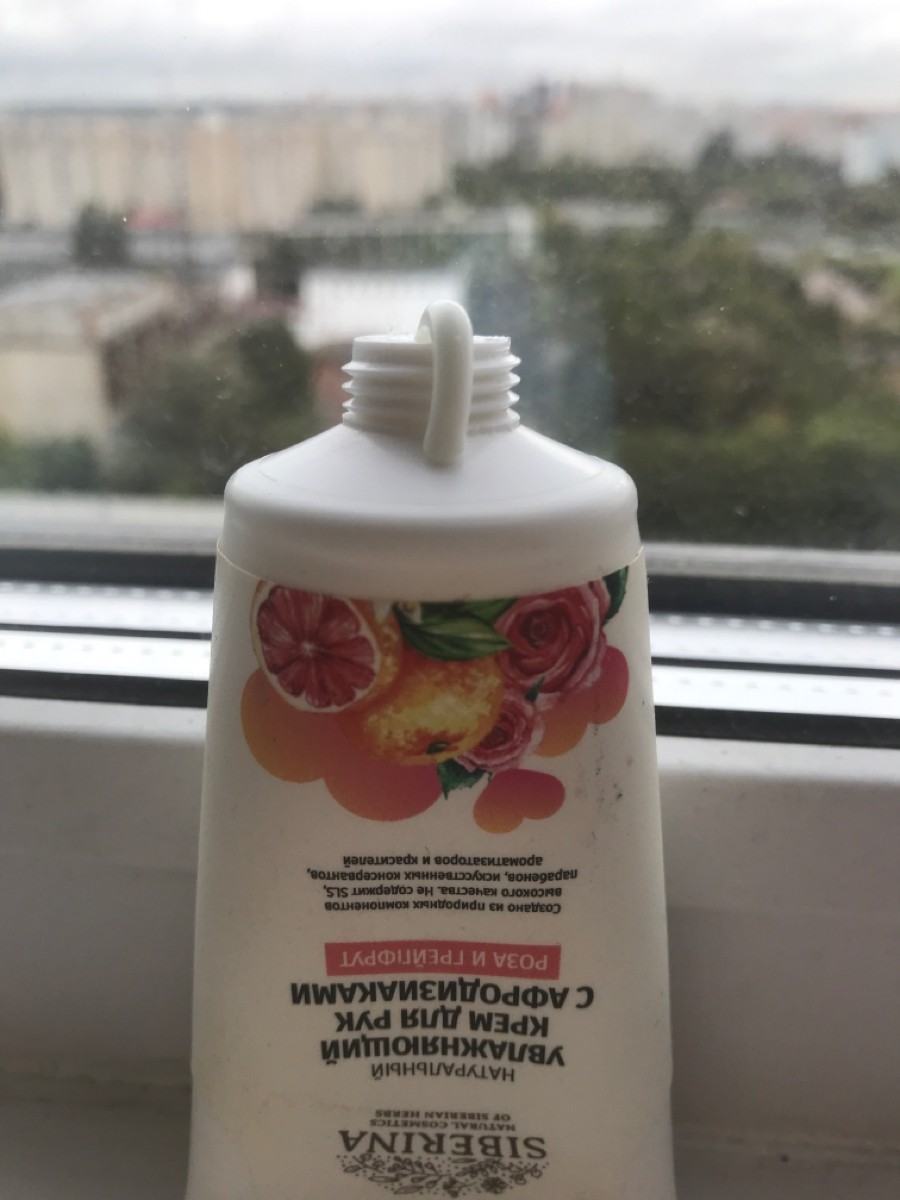 SIBERINA
NATURAL COSMETICS
OF SIBERIAN HERBS
НАТУРАЛЬНЫЙ
УВЛАЖНЯЮЩИЙ
КРЕМ ДЛЯ РУК
С АФРОДИЗИАКАМИ
РОЗА И ГРЕЙПФРУТ
Создано из природных компонентов
высокого качества. Не содержит SLS,
парабенов, искусственных консервантов,
ароматизаторов и красителей